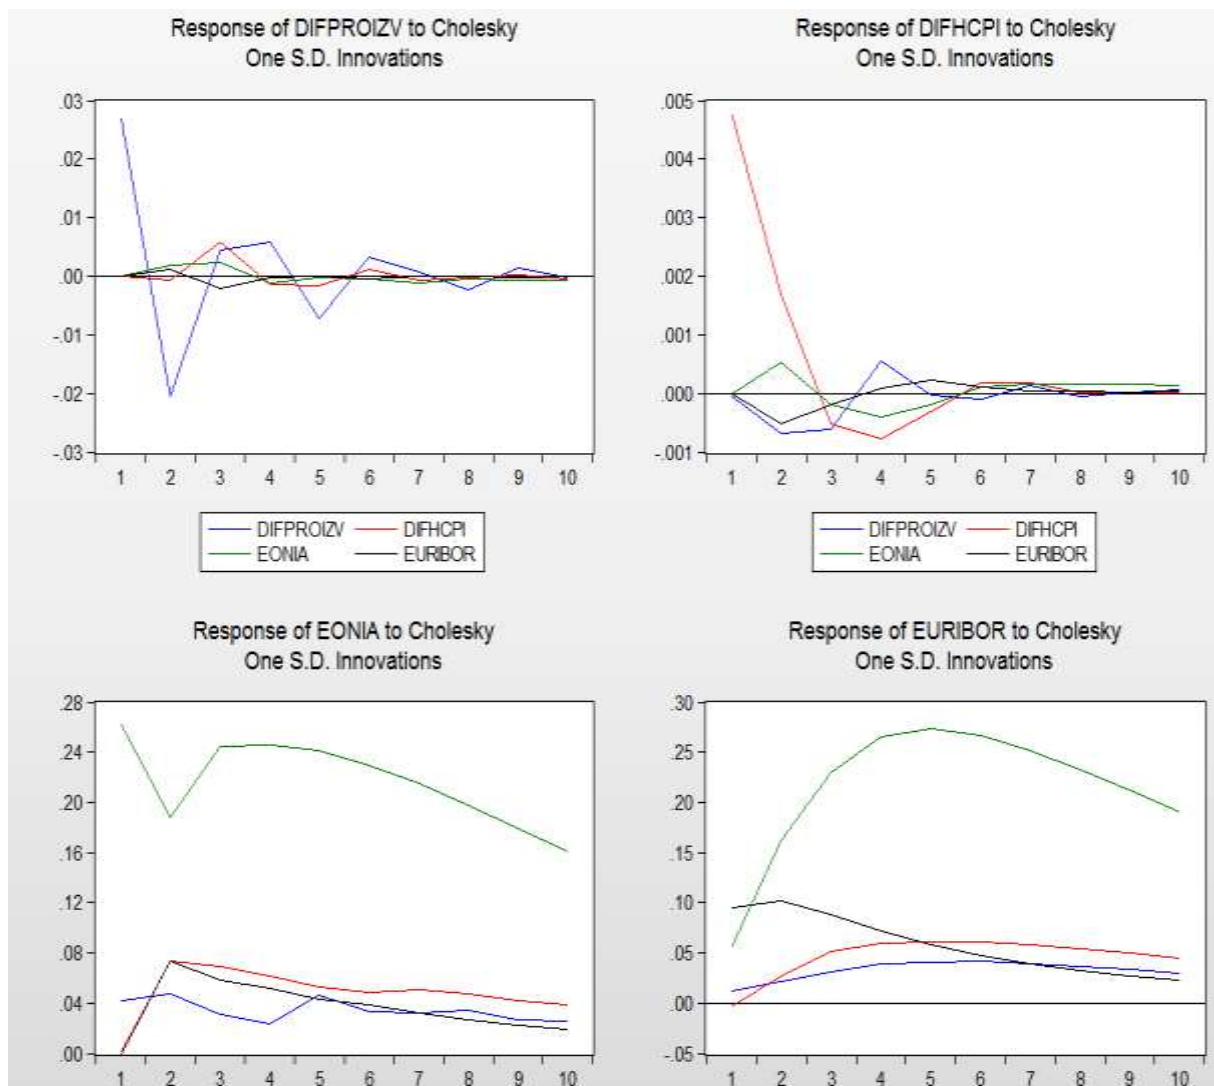 Response of DIFPROIZV to Cholesky
One S.D. Innovations
.03
.02
.01
.00
-.01
-.02
-.03
1 2 3 4 5 6 7 8 9 10
DIFPROIZV DIFHCPI
EONIA EURIBOR
Response of DIFHCPI to Cholesky
One S.D. Innovations
.005
.004
.003
.002
.001
.000
-.001
1 2 3 4 5 6 7 8 9 10
DIFPROIZV DIFHCPI
EONIA EURIBOR
Response of EONIA to Cholesky
One S.D. Innovations
.28
.24
.20
.16
.12
.08
.04
.00
1 2 3 4 5 6 7 8 9 10
Response of EURIBOR to Cholesky
One S.D. Innovations
.30
.25
.20
.15
.10
.05
.00
-.05
1 2 3 4 5 6 7 8 9 10